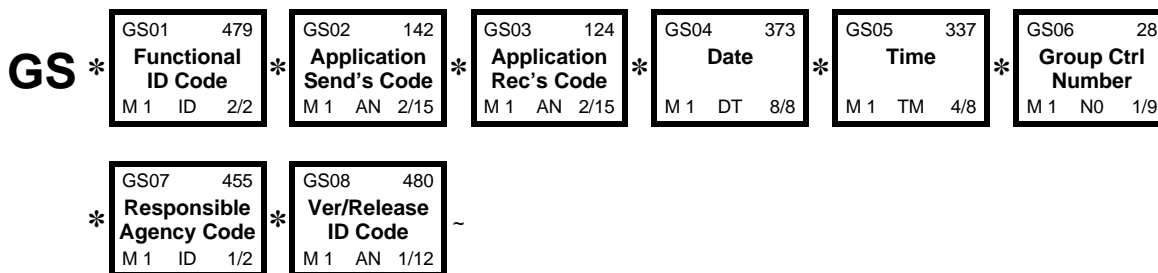 GS * GS01 479 * GS02 142 * GS03 124 * GS04 373 * GS05 337 * GS06 28
Functional Application Application Date Time Group Ctrl
ID Code Send's Code Rec's Code Number
M 1 ID 2/2 M 1 AN 2/15 M 1 AN 2/15 M 1 DT 8/8 M 1 TM 4/8 M 1 N0 1/9
* GS07 455 * GS08 480 ~
Responsible Ver/Release
Agency Code ID Code
M 1 ID 1/2 M 1 AN 1/12